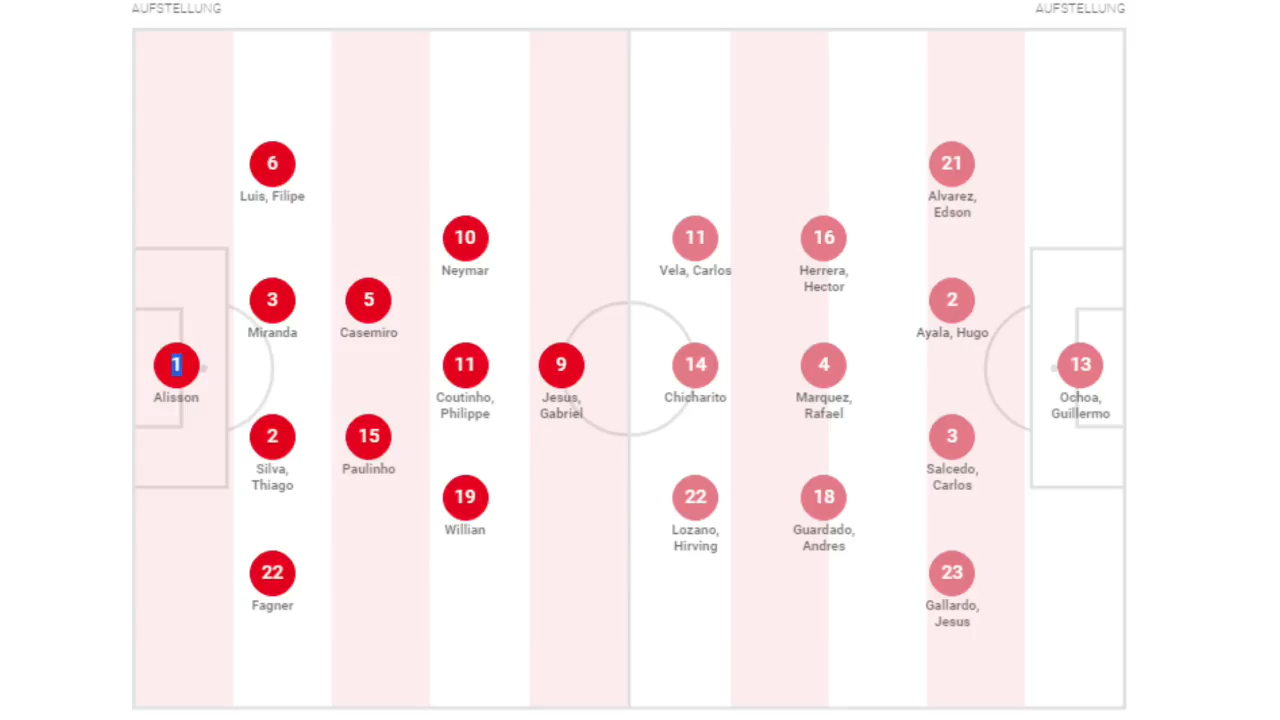 AUFSTELLUNG
AUFSTELLUNG
6
Luis, Filipe
3
Miranda
1
Alisson
2
Silva,
Thiago
22
Fagner
5
Casemiro
15
Paulinho
10
Neymar
11
Coutinho,
Philippe
19
Willian
9
Jesus,
Gabriel
11
Vela, Carlos
14
Chicharito
22
Lozano,
Hirving
16
Herrera,
Hector
4
Marquez,
Rafael
18
Guardado,
Andres
21
Alvarez,
Edson
2
Ayala, Hugo
3
Salcedo,
Carlos
23
Gallardo,
Jesus
13
Ochoa,
Guillermo